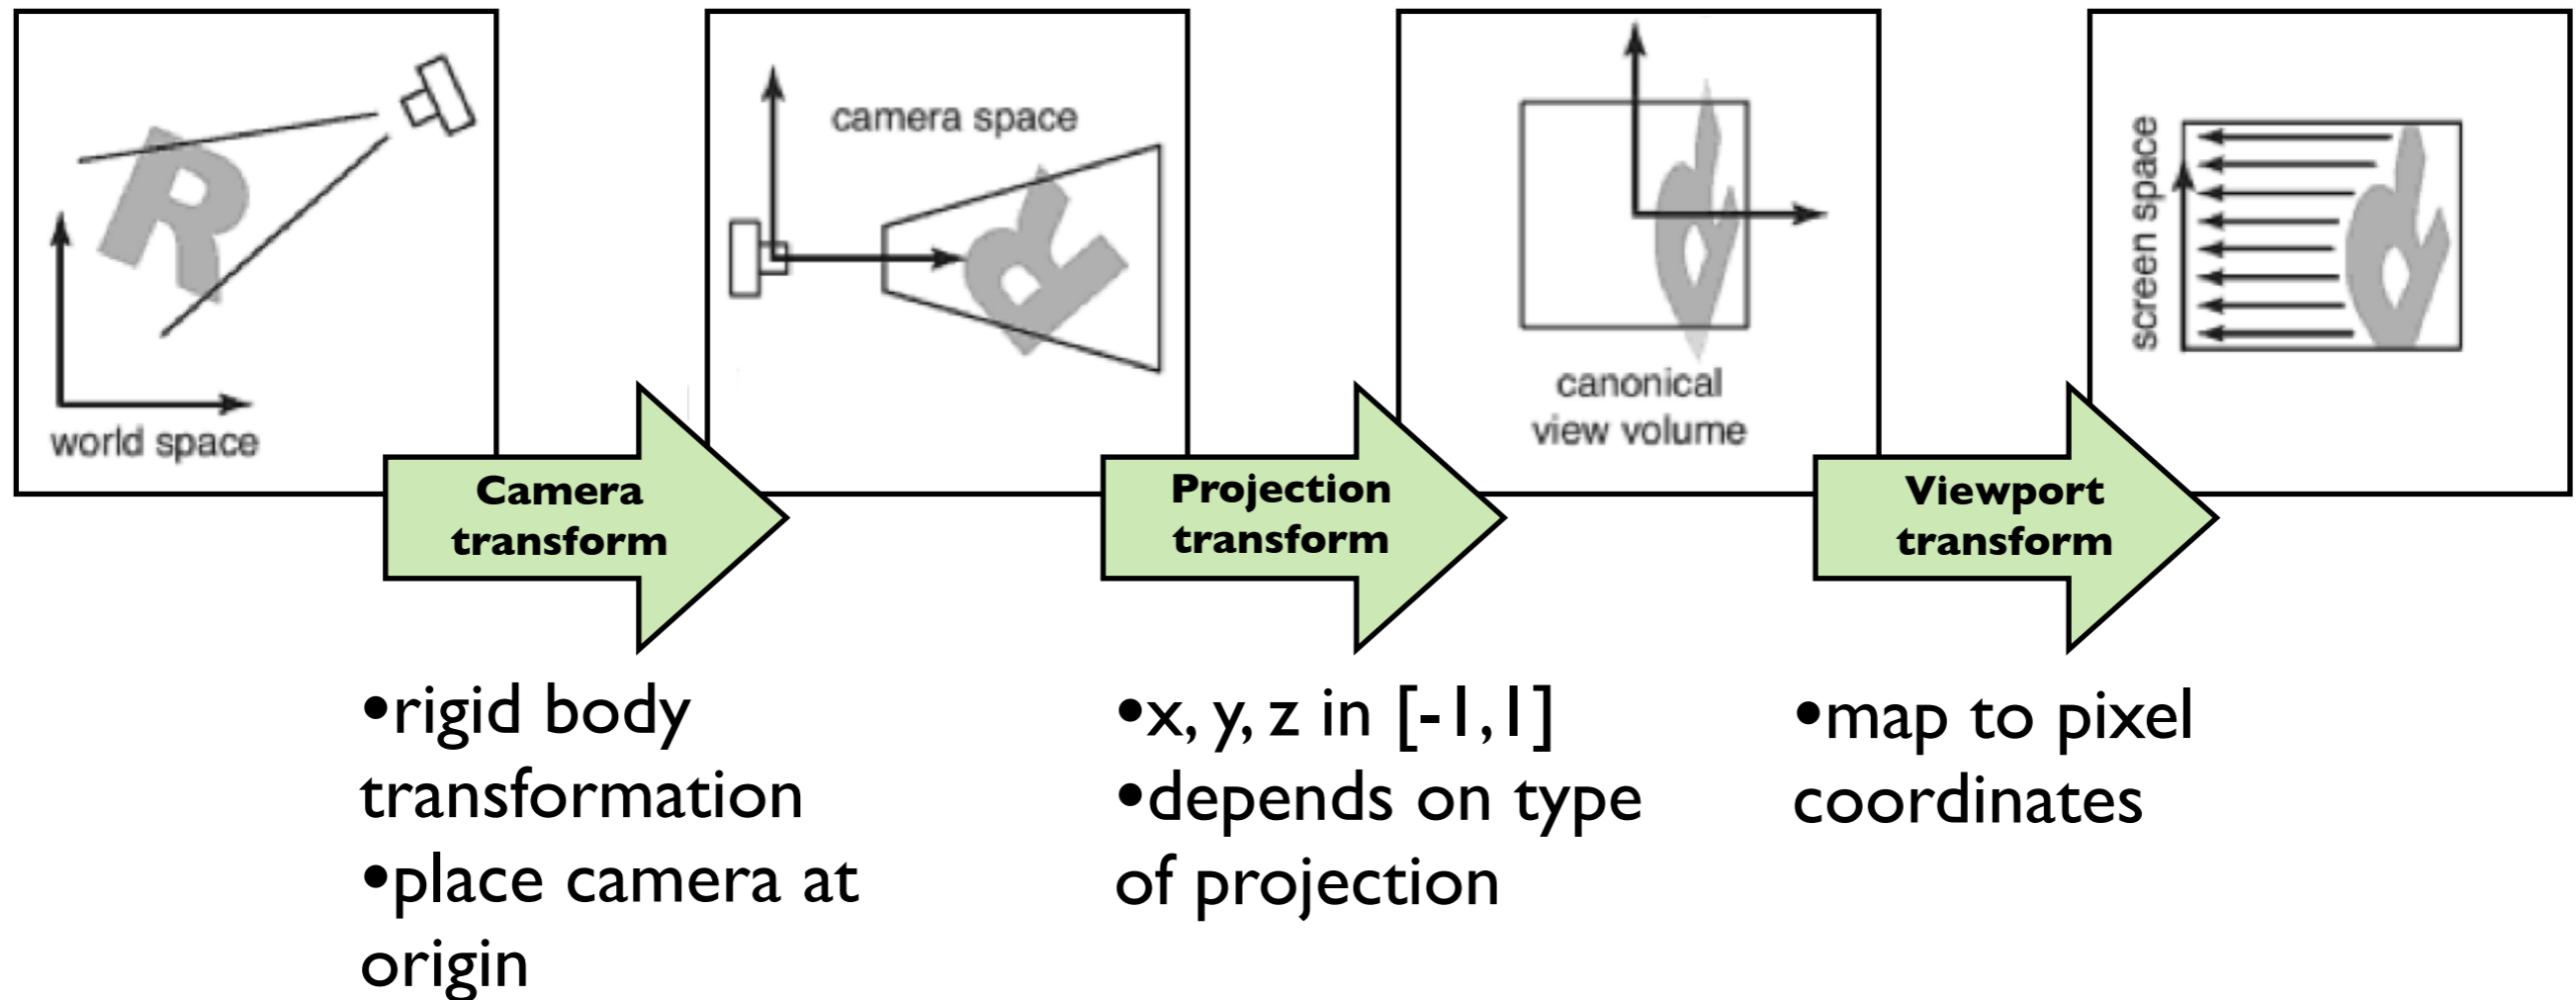 world space
camera space
canonical
view volume
screen space
Camera
transform
Projection
transform
Viewport
transform
•rigid body
transformation
•place camera at
origin
•x, y, z in [-1,1]
•depends on type
of projection
•map to pixel
coordinates